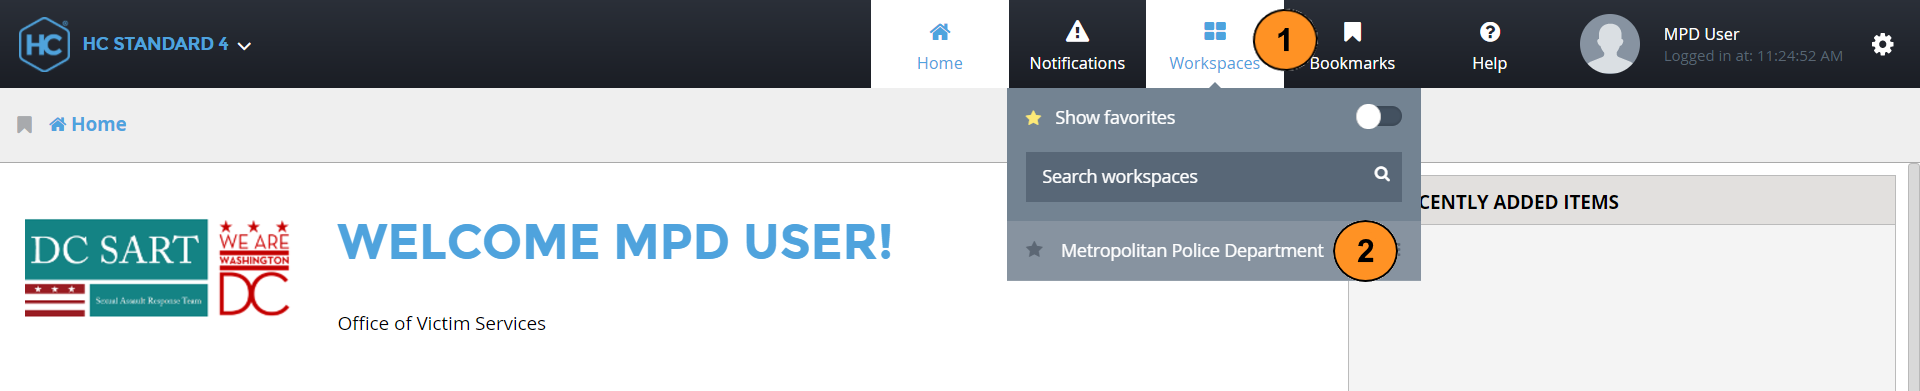 HC
HC STANDARD 4
Home
Notifications
Workspaces
1
Bookmarks
Help
MPD User
Logged in at: 11:24:52 AM
Home
Show favorites
Search workspaces
CENTLY ADDED ITEMS
Metropolitan Police Department
2
DC SART
Sexual Assault Response Team
WE ARE
WASHINGTON
DC
WELCOME MPD USER!
Office of Victim Services